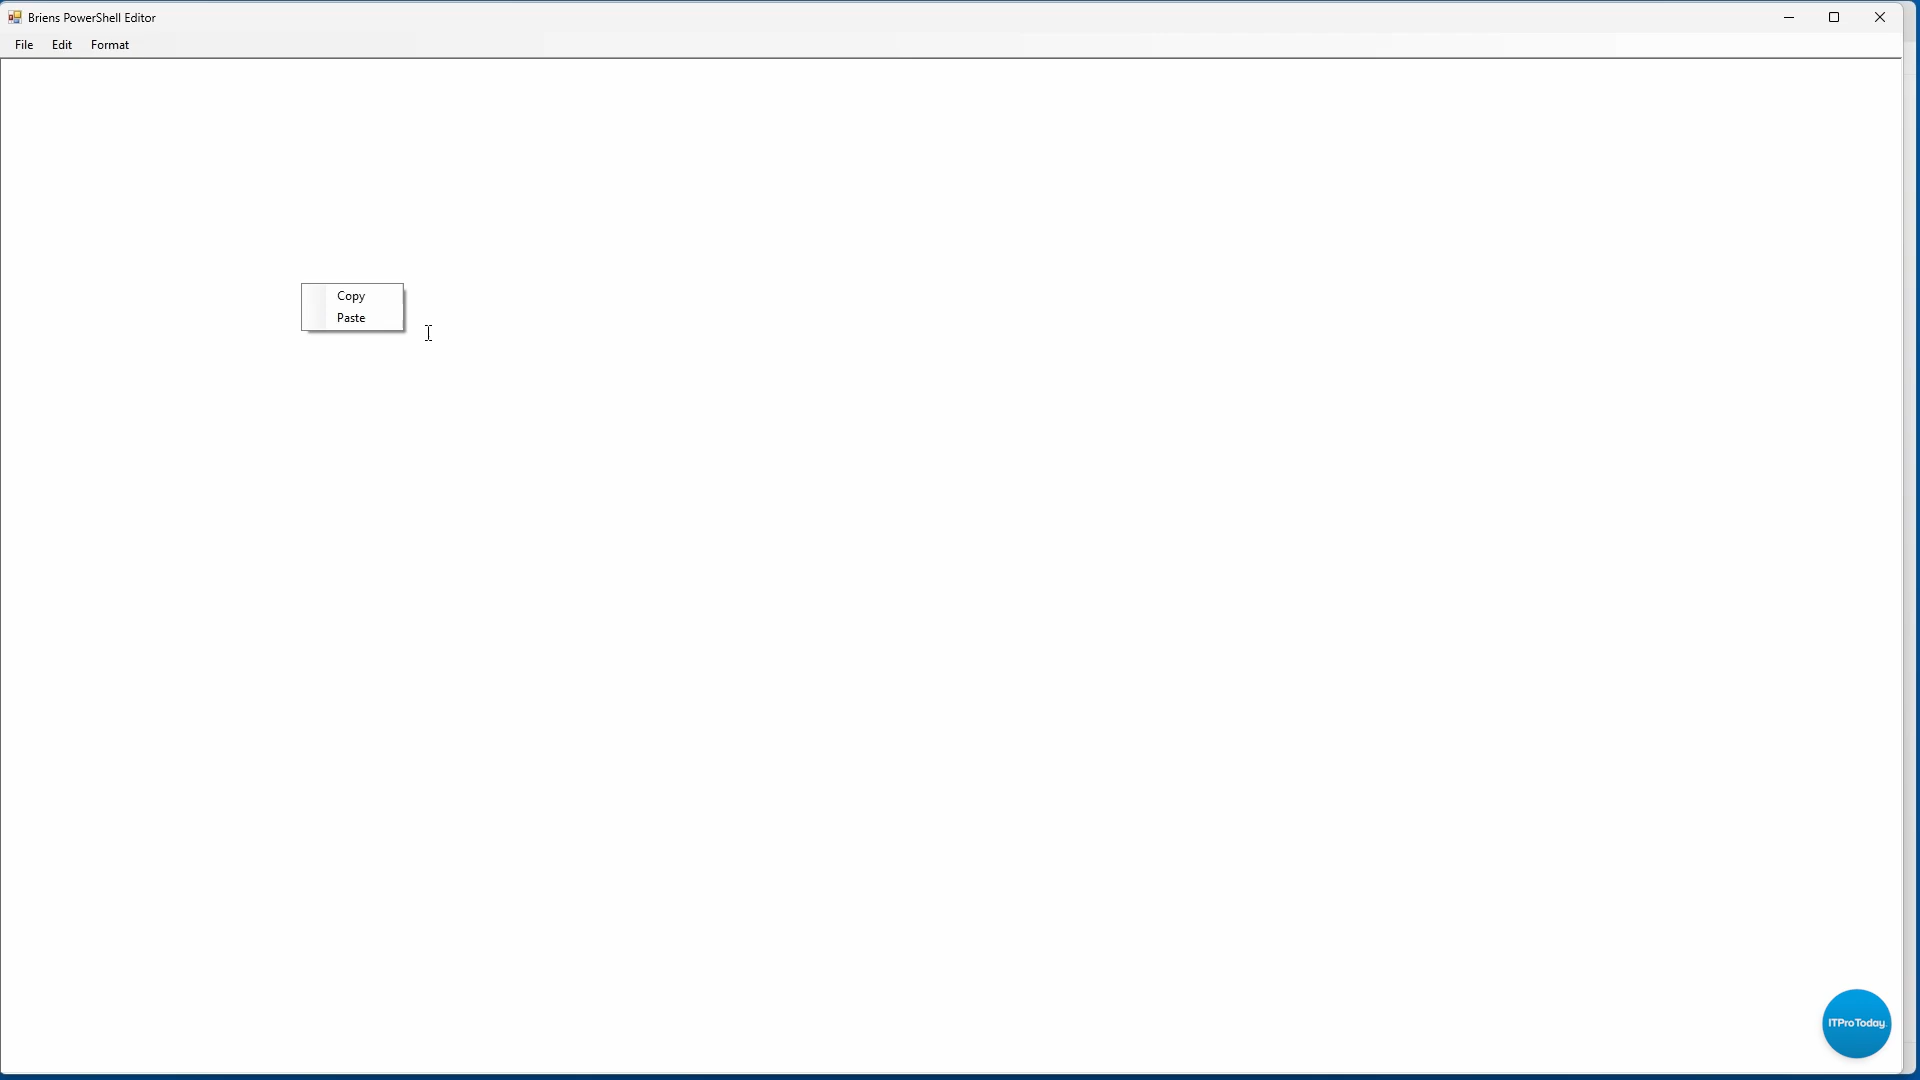 Briens PowerShell Editor
File Edit Format
Copy
Paste
ITProToday.